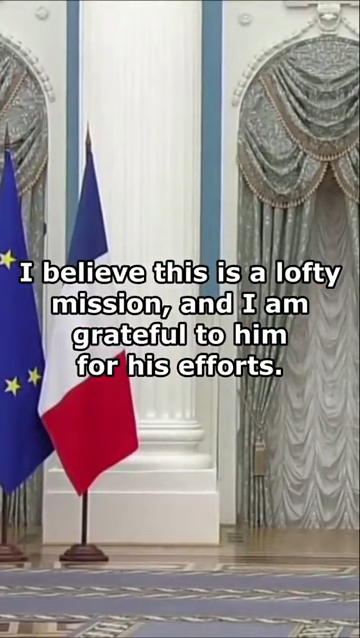 I believe this is a lofty
mission, and I am
grateful to him
for his efforts.